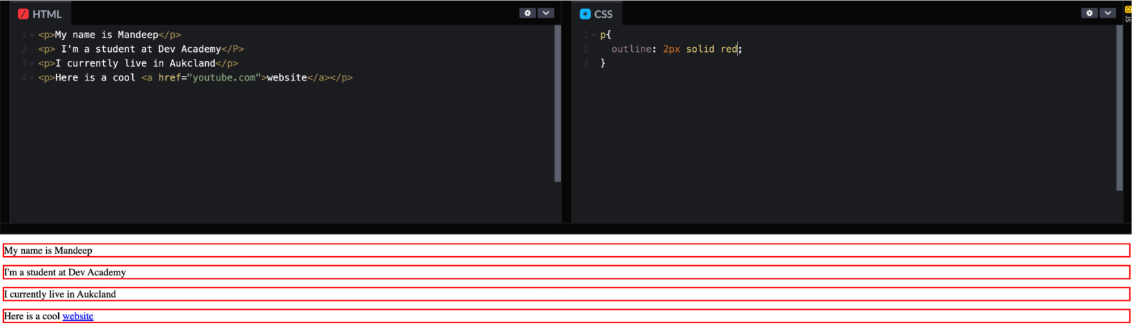 HTML
1 <p>My name is Mandeep</p>
2 <p> I'm a student at Dev Academy</P>
3 <p>I currently live in Aukcland</p>
4 <p>Here is a cool <a href="youtube.com">website</a></p>
CSS
1 p{
2 outline: 2px solid red;
3 }
JS
My name is Mandeep
I'm a student at Dev Academy
I currently live in Aukcland
Here is a cool website